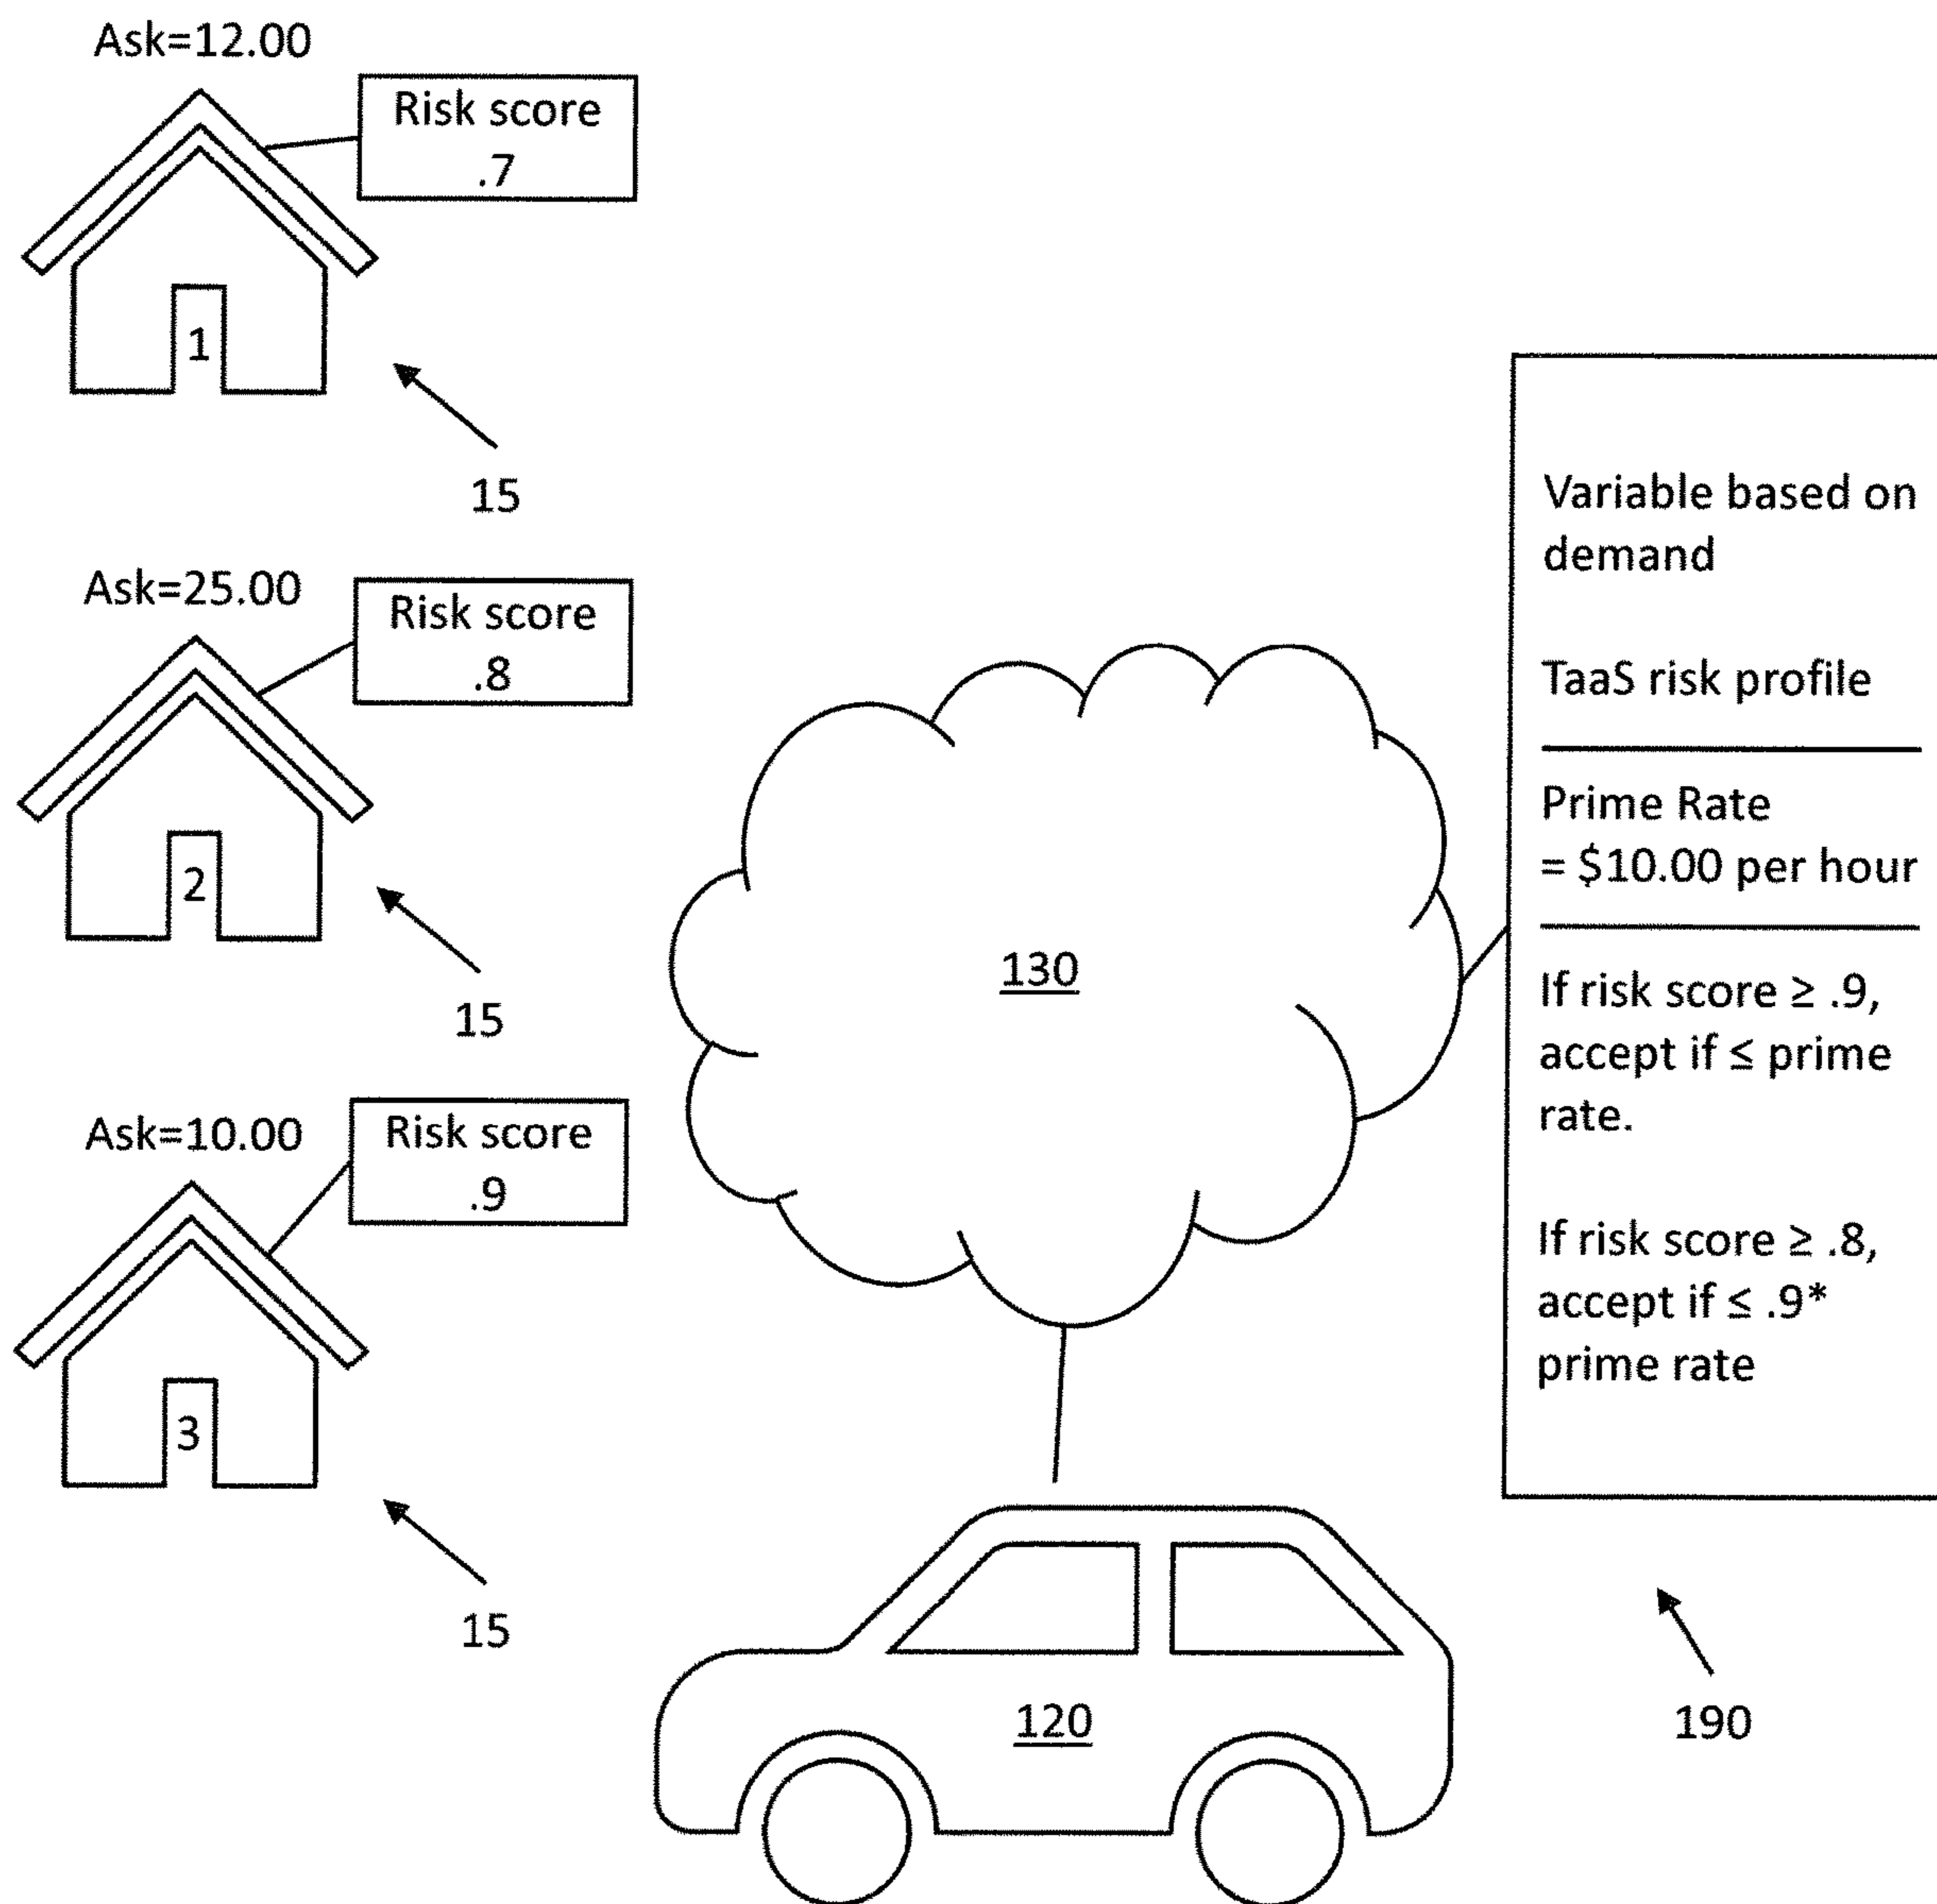 Ask=12.00
Risk score
.7
1
15
Ask=25.00
Risk score
.8
2
15
Ask=10.00
Risk score
.9
3
15
130
120
Variable based on
demand
TaaS risk profile
Prime Rate
= $10.00 per hour
If risk score ≥ .9,
accept if ≤ prime
rate.
If risk score ≥ .8,
accept if ≤ .9*
prime rate
190